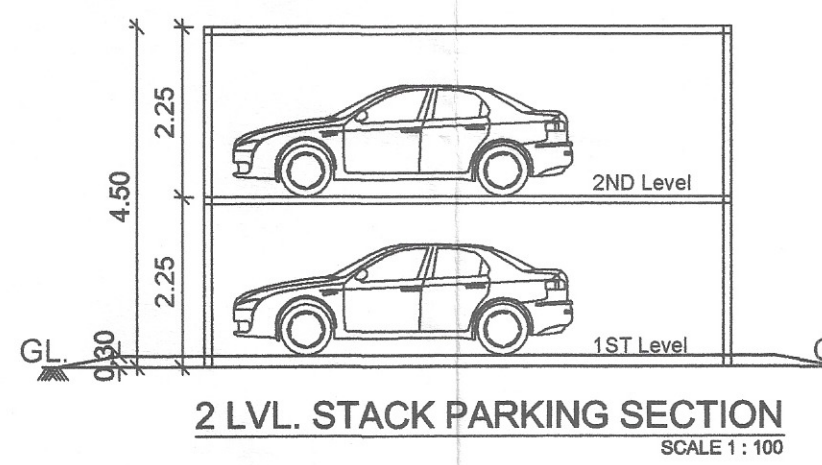 2.25
4.50
2ND Level
2.25
GL.
0.30
1ST Level
2 LVL. STACK PARKING SECTION
SCALE 1 : 100